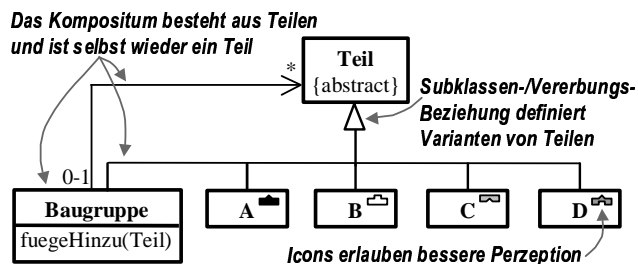 Das Kompositum besteht aus Teilen
und ist selbst wieder ein Teil
Teil
{abstract}
*
Subklassen-/Vererbungs-
Beziehung definiert
Varianten von Teilen
0-1
Baugruppe
fuegeHinzu(Teil)
A
B
C
D
Icons erlauben bessere Perzeption